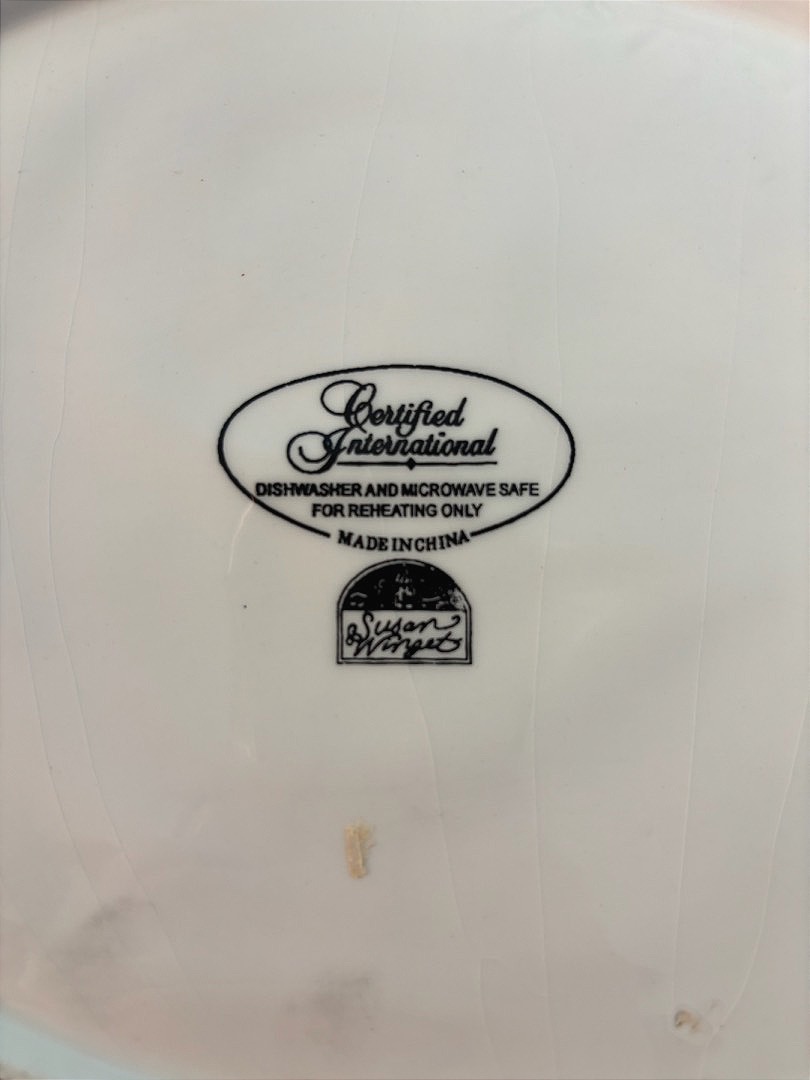 Certified
International
DISHWASHER AND MICROWAVE SAFE
FOR REHEATING ONLY
MADE IN CHINA
Susan
Winget